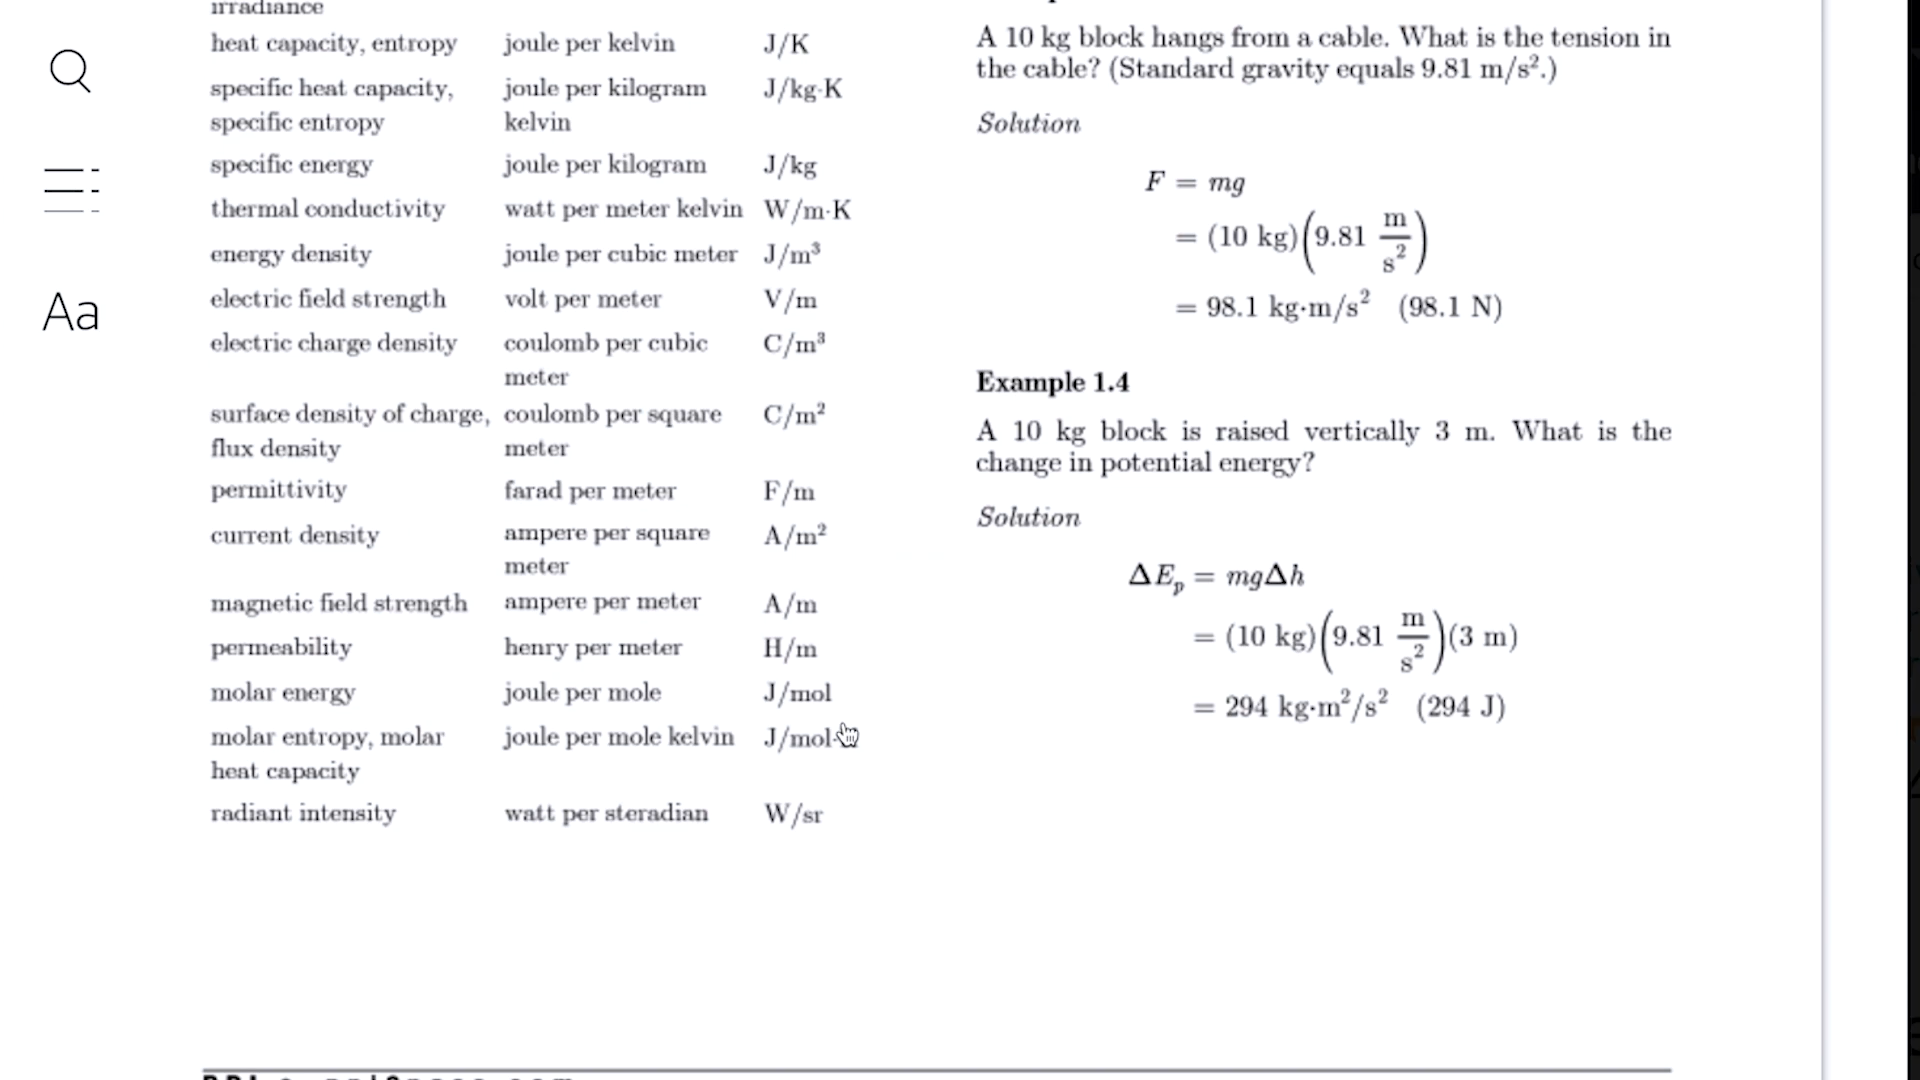 Aa
irradiance
heat capacity, entropy joule per kelvin J/K
specific heat capacity, joule per kilogram J/kg·K
specific entropy kelvin
specific energy joule per kilogram J/kg
thermal conductivity watt per meter kelvin W/m·K
energy density joule per cubic meter J/m³
electric field strength volt per meter V/m
electric charge density coulomb per cubic C/m³
meter
surface density of charge, coulomb per square C/m²
flux density meter
permittivity farad per meter F/m
current density ampere per square A/m²
meter
magnetic field strength ampere per meter A/m
permeability henry per meter H/m
molar energy joule per mole J/mol
molar entropy, molar joule per mole kelvin J/mol·
heat capacity
radiant intensity watt per steradian W/sr
A 10 kg block hangs from a cable. What is the tension in
the cable? (Standard gravity equals 9.81 m/s².)
Solution
F = mg
= (10 kg)(9.81 m/s²)
= 98.1 kg·m/s² (98.1 N)
Example 1.4
A 10 kg block is raised vertically 3 m. What is the
change in potential energy?
Solution
ΔEₚ = mgΔh
= (10 kg)(9.81 m/s²)(3 m)
= 294 kg·m²/s² (294 J)